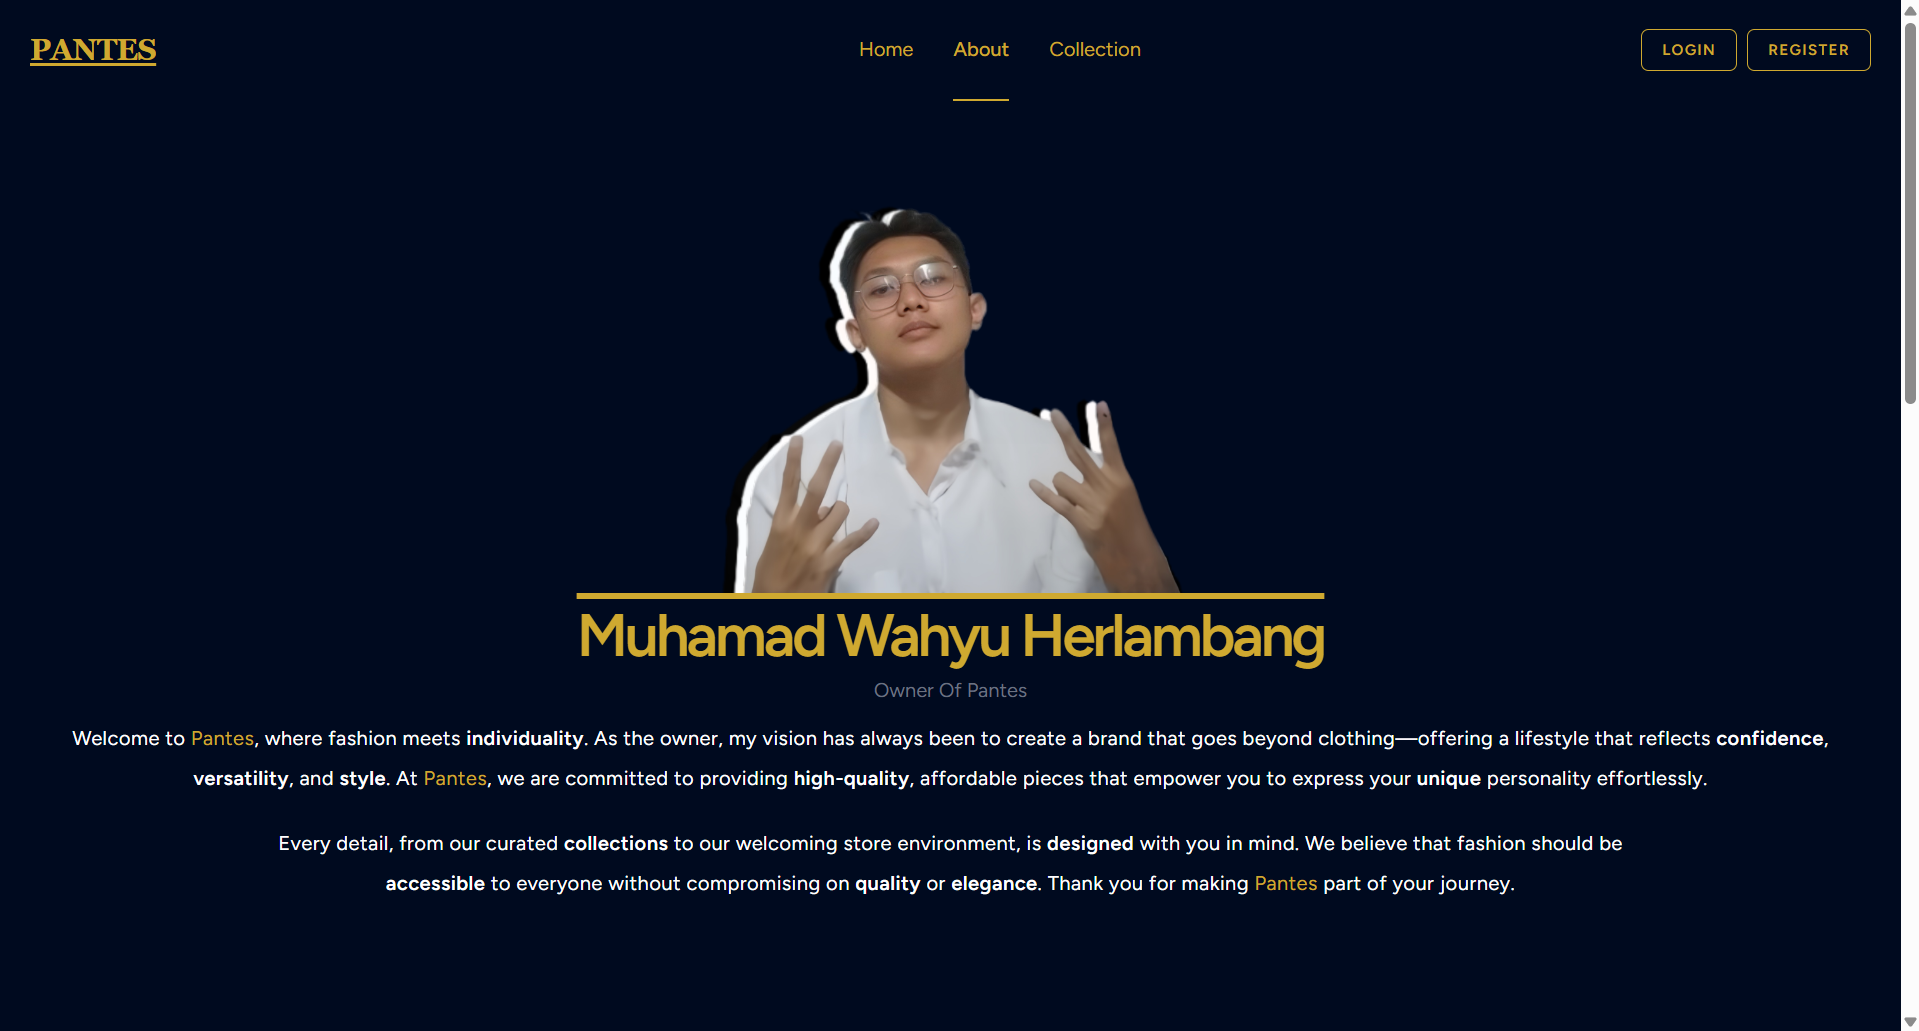 PANTES
Home
About
Collection
LOGIN
REGISTER
Muhamad Wahyu Herlambang
Owner Of Pantes
Welcome to Pantes, where fashion meets individuality. As the owner, my vision has always been to create a brand that goes beyond clothing—offering a lifestyle that reflects confidence,
versatility, and style. At Pantes, we are committed to providing high-quality, affordable pieces that empower you to express your unique personality effortlessly.
Every detail, from our curated collections to our welcoming store environment, is designed with you in mind. We believe that fashion should be
accessible to everyone without compromising on quality or elegance. Thank you for making Pantes part of your journey.